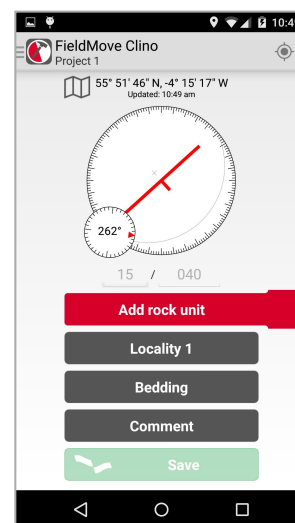 10:49
FieldMove Clino
Project 1
55° 51' 46" N, -4° 15' 17" W
Updated: 10:49 am
262°
15 / 040
Add rock unit
Locality 1
Bedding
Comment
Save